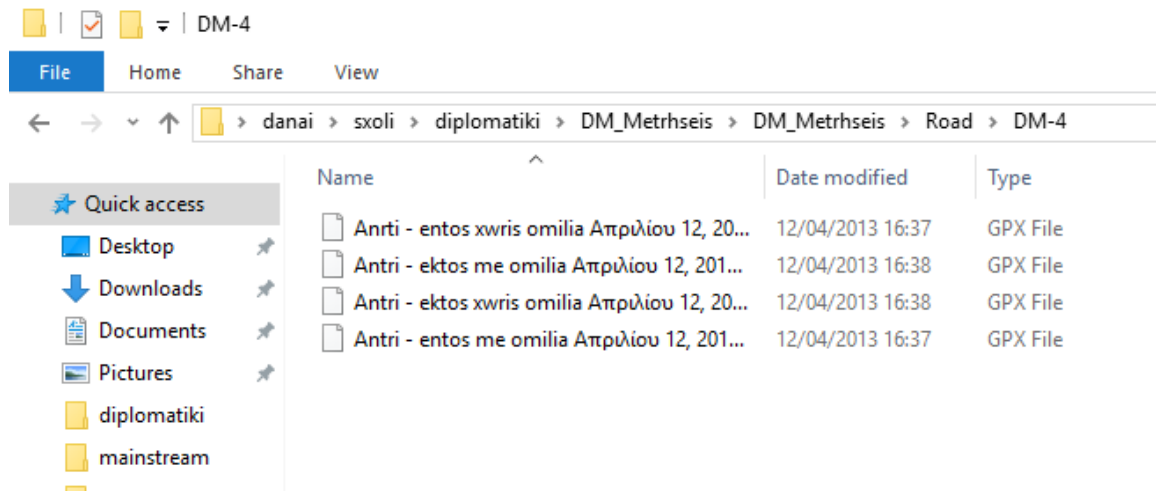 DM-4
File Home Share View
danai > sxoli > diplomatiki > DM_Metrhseis > DM_Metrhseis > Road > DM-4
Name Date modified Type
Quick access
Desktop
Downloads
Documents
Pictures
diplomatiki
mainstream
Anrti - entos xwris omilia Απριλίου 12, 20... 12/04/2013 16:37 GPX File
Antri - ektos me omilia Απριλίου 12, 201... 12/04/2013 16:38 GPX File
Antri - ektos xwris omilia Απριλίου 12, 20... 12/04/2013 16:38 GPX File
Antri - entos me omilia Απριλίου 12, 201... 12/04/2013 16:37 GPX File